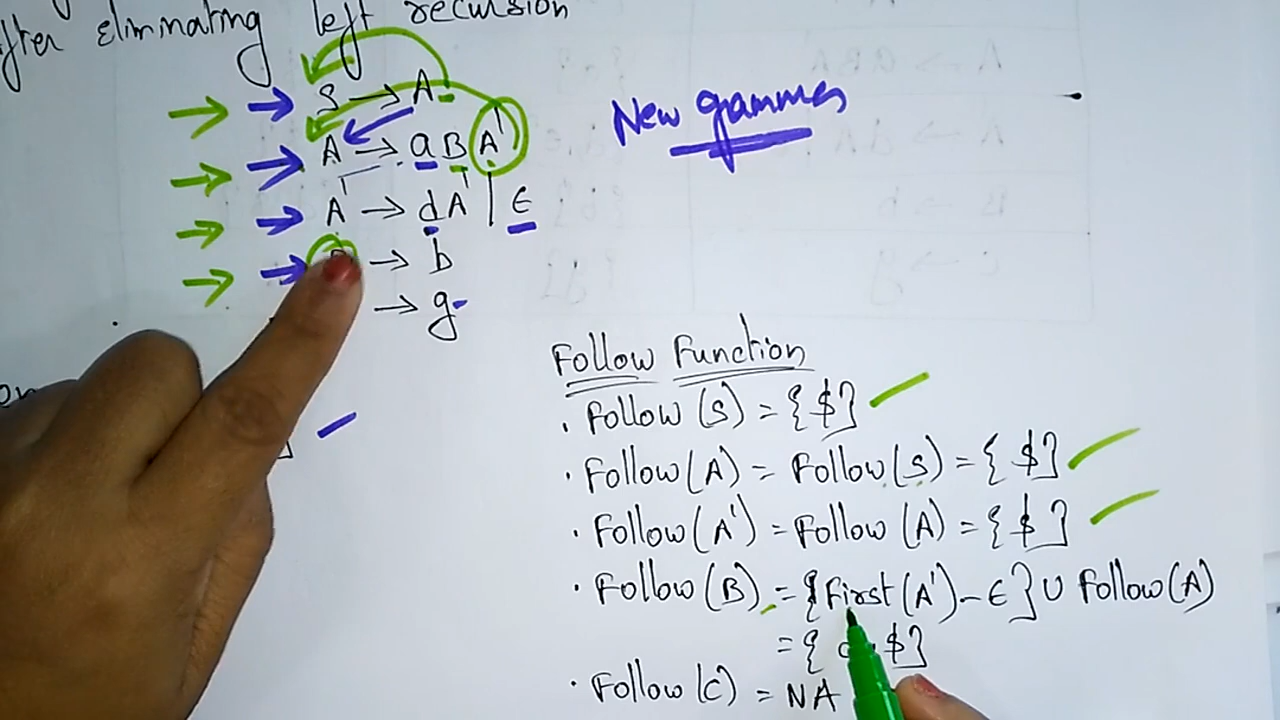 After eliminating left recursion
S → A
A → aBA'
A' → dA' | ϵ
→ b
→ g
New grammer
Follow Function
. Follow (S) = {$}
. Follow (A) = Follow (S) = {$}
. Follow (A') = Follow (A) = {$}
. Follow (B) = {First (A') - ϵ} ∪ Follow (A)
= { $}
. Follow (C) = NA